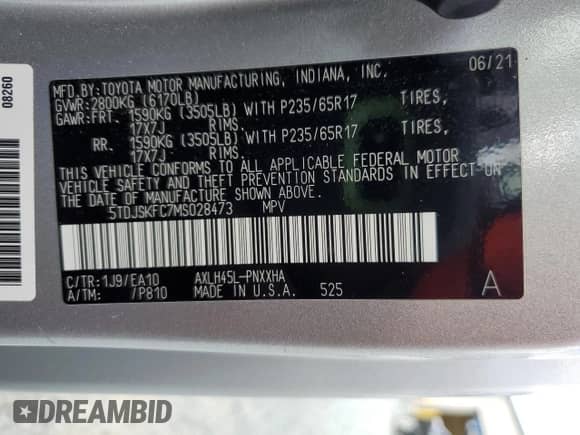 08260
MFD.BY:TOYOTA MOTOR MANUFACTURING, INDIANA, INC. 06/21
GVWR:2800KG (6170LB)
GAWR:FRT. 1590KG (3505LB) WITH P235/65R17 TIRES,
17X7J RIMS.
RR. 1590KG (3505LB) WITH P235/65R17 TIRES,
17X7J RIMS.
THIS VEHICLE CONFORMS TO ALL APPLICABLE FEDERAL MOTOR
VEHICLE SAFETY AND THEFT PREVENTION STANDARDS IN EFFECT ON
THE DATE OF MANUFACTURE SHOWN ABOVE.
5TDJSKFC7MS028473 MPV
C/TR:1J9/EA10 AXLH45L-PNXXHA
A/TM: /P810 MADE IN U.S.A. 525 A
DREAMBID